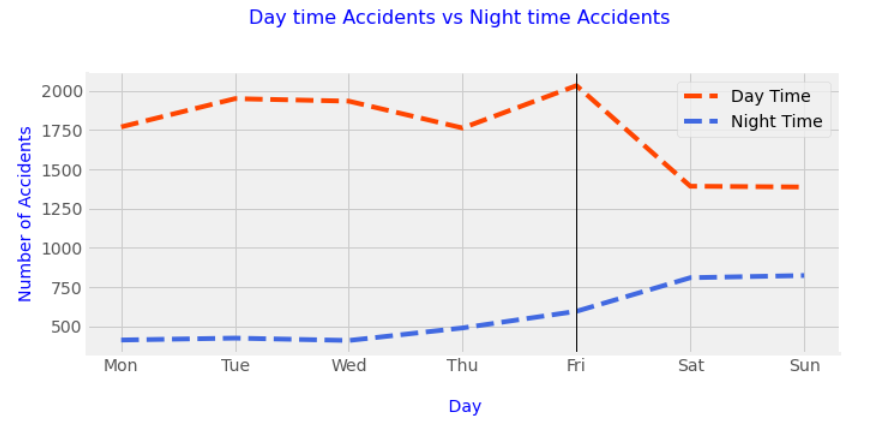 Day time Accidents vs Night time Accidents
Number of Accidents
2000
1750
1500
1250
1000
750
500
Day Time
Night Time
Mon Tue Wed Thu Fri Sat Sun
Day